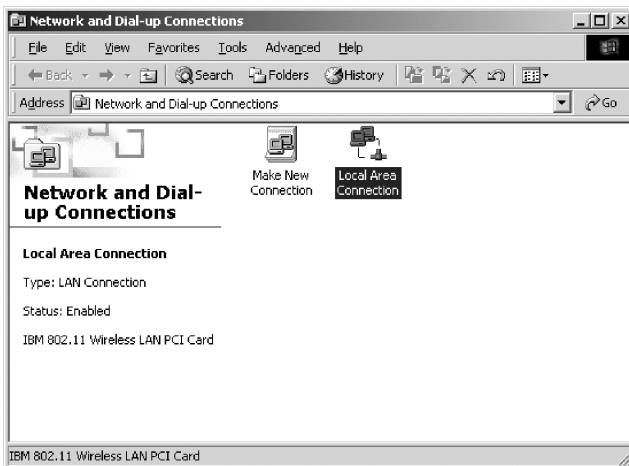 Network and Dial-up Connections
File Edit View Favorites Tools Advanced Help
Back Search Folders History
Address Network and Dial-up Connections Go
Make New
Connection
Local Area
Connection
Network and Dial-
up Connections
Local Area Connection
Type: LAN Connection
Status: Enabled
IBM 802.11 Wireless LAN PCI Card
IBM 802.11 Wireless LAN PCI Card